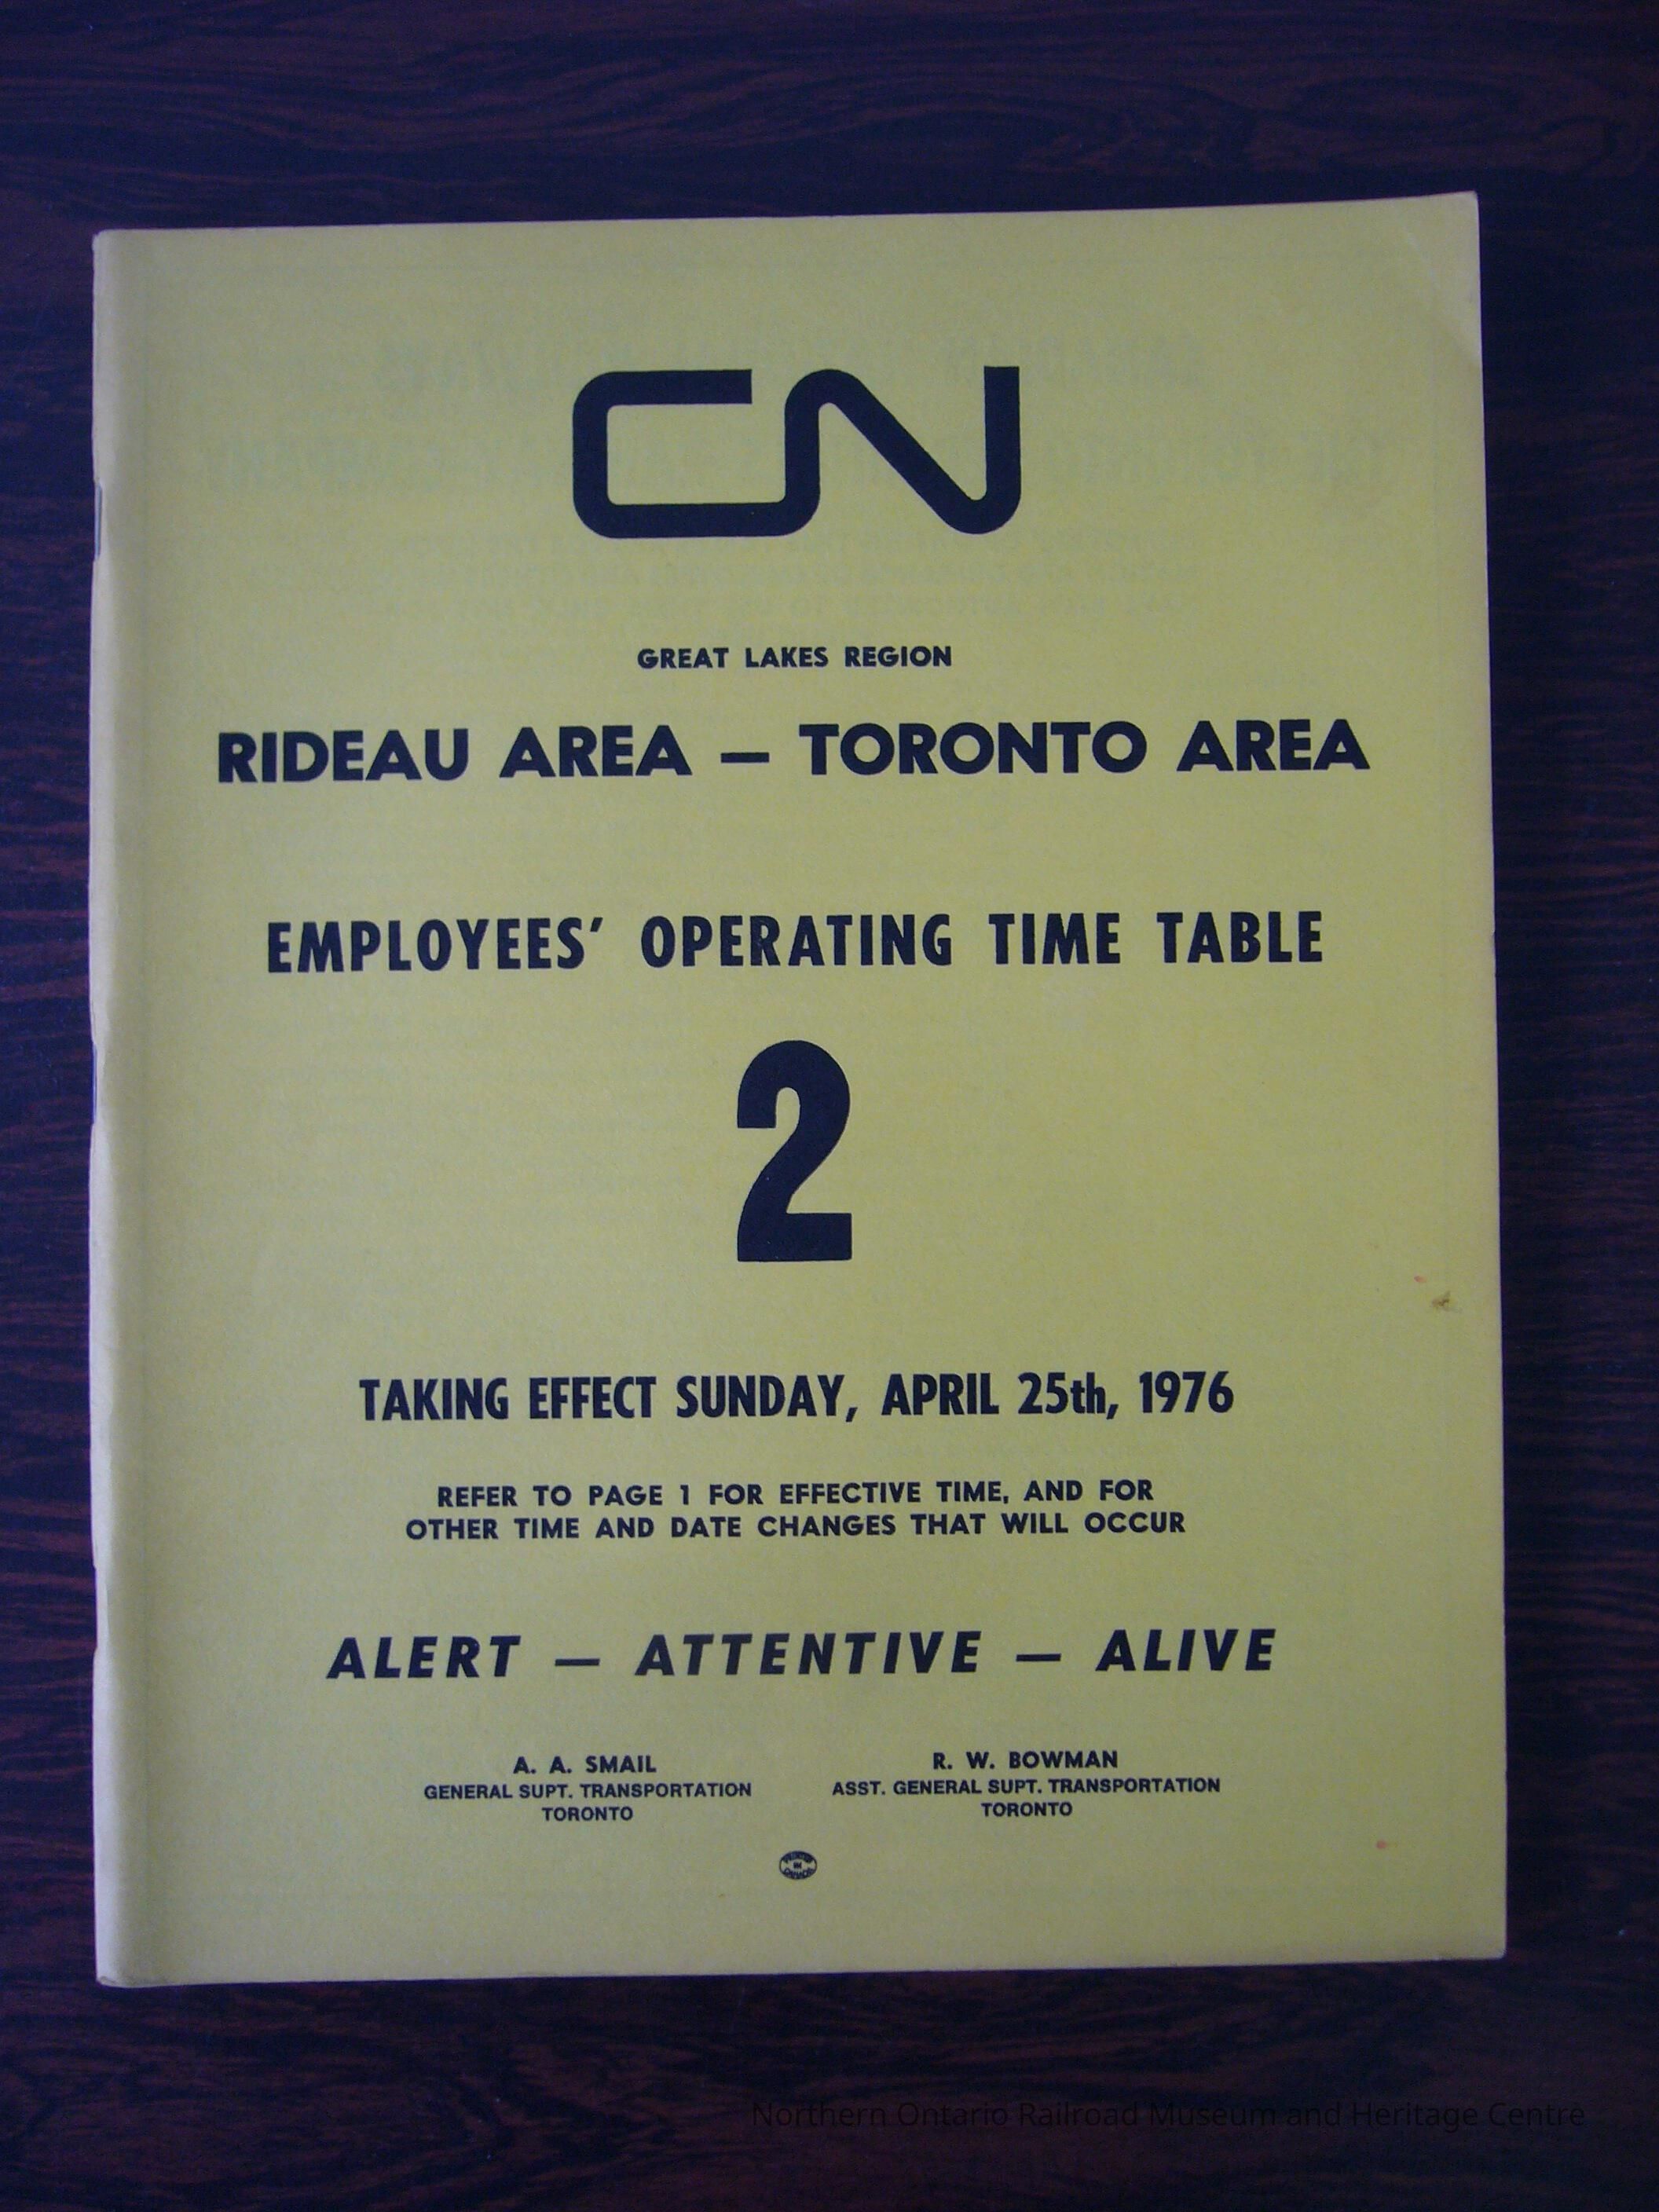 CN
GREAT LAKES REGION
RIDEAU AREA — TORONTO AREA
EMPLOYEES' OPERATING TIME TABLE
2
TAKING EFFECT SUNDAY, APRIL 25th, 1976
REFER TO PAGE 1 FOR EFFECTIVE TIME, AND FOR
OTHER TIME AND DATE CHANGES THAT WILL OCCUR
ALERT — ATTENTIVE — ALIVE
A. A. SMAIL
GENERAL SUPT. TRANSPORTATION
TORONTO
R. W. BOWMAN
ASST. GENERAL SUPT. TRANSPORTATION
TORONTO
Northern Ontario Railroad Museum and Heritage Centre